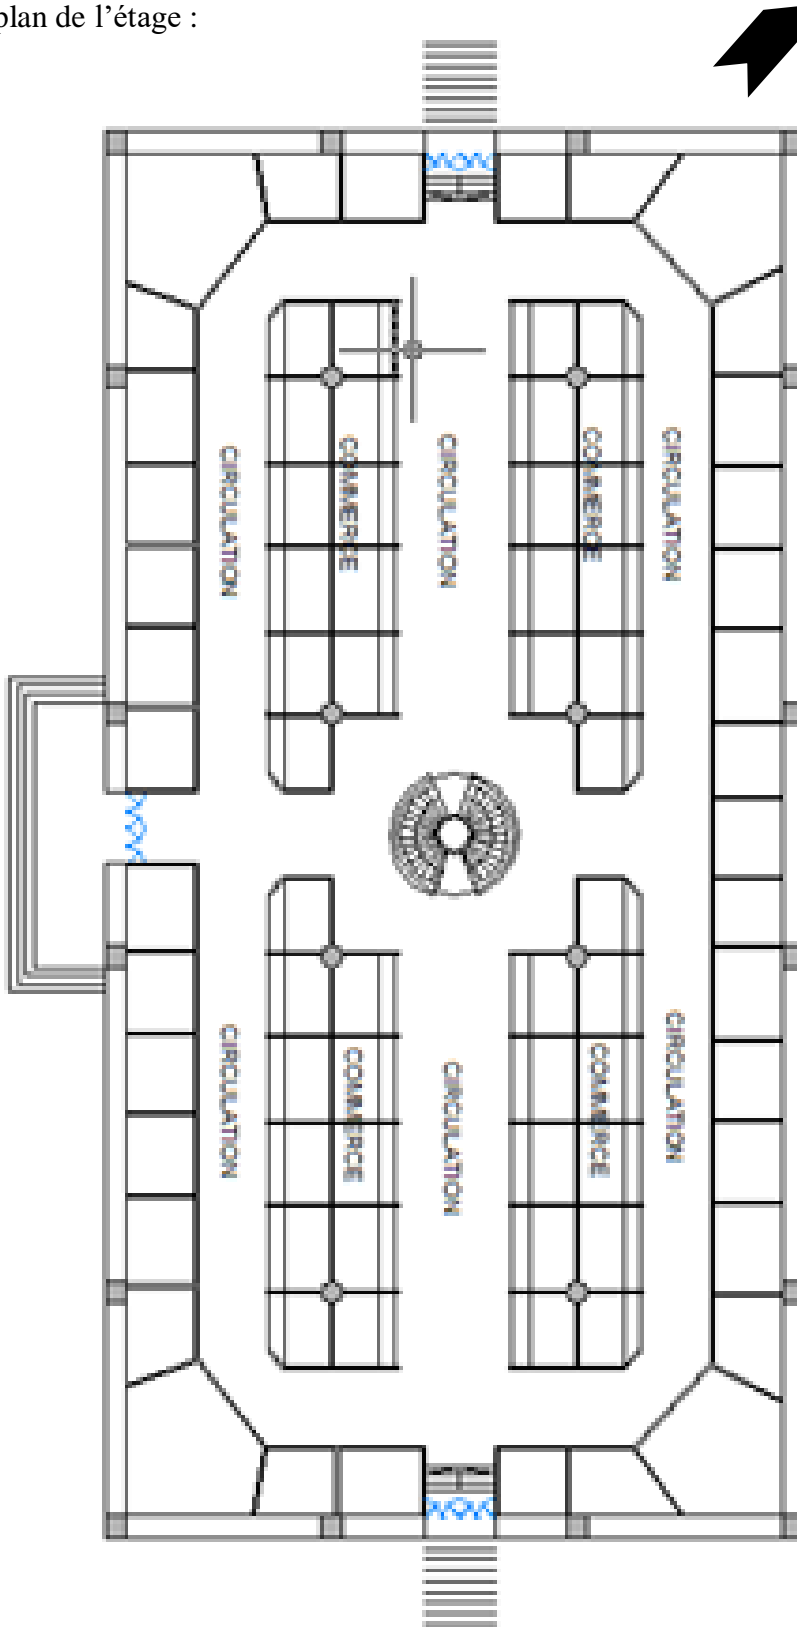 plan de l’étage :
CIRCULATION
COMMERCE
CIRCULATION
COMMERCE
CIRCULATION
CIRCULATION
COMMERCE
CIRCULATION
COMMERCE
CIRCULATION